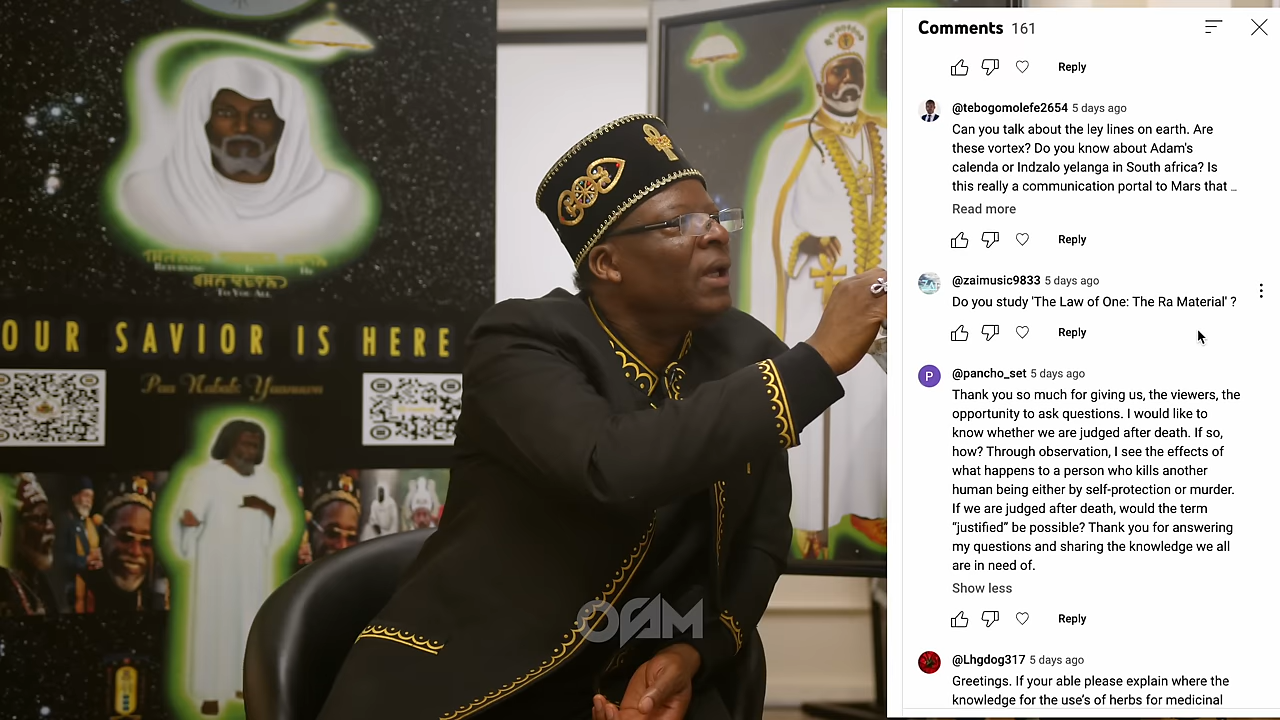 Comments 161
Reply
@tebogomolefe2654 5 days ago
Can you talk about the ley lines on earth. Are
these vortex? Do you know about Adam's
calenda or Indzalo yelanga in South africa? Is
this really a communication portal to Mars that ...
Read more
Reply
@zaimusic9833 5 days ago
Do you study 'The Law of One: The Ra Material' ?
Reply
P
@pancho_set 5 days ago
Thank you so much for giving us, the viewers, the
opportunity to ask questions. I would like to
know whether we are judged after death. If so,
how? Through observation, I see the effects of
what happens to a person who kills another
human being either by self-protection or murder.
If we are judged after death, would the term
“justified” be possible? Thank you for answering
my questions and sharing the knowledge we all
are in need of.
Show less
Reply
@Lhgdog317 5 days ago
Greetings. If your able please explain where the
knowledge for the use’s of herbs for medicinal
To You All
OUR SAVIOR IS HERE